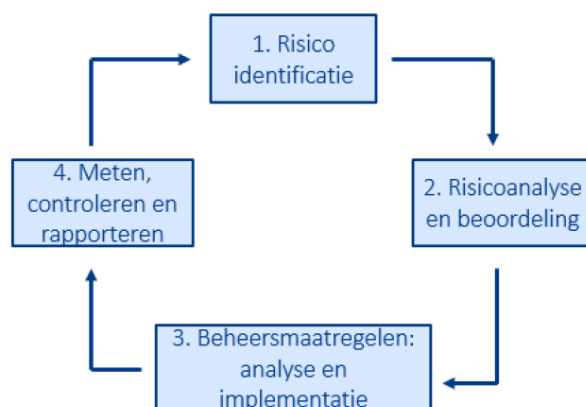 1. Risico
identificatie
2. Risicoanalyse
en beoordeling
3. Beheersmaatregelen:
analyse en
implementatie
4. Meten,
controleren en
rapporteren